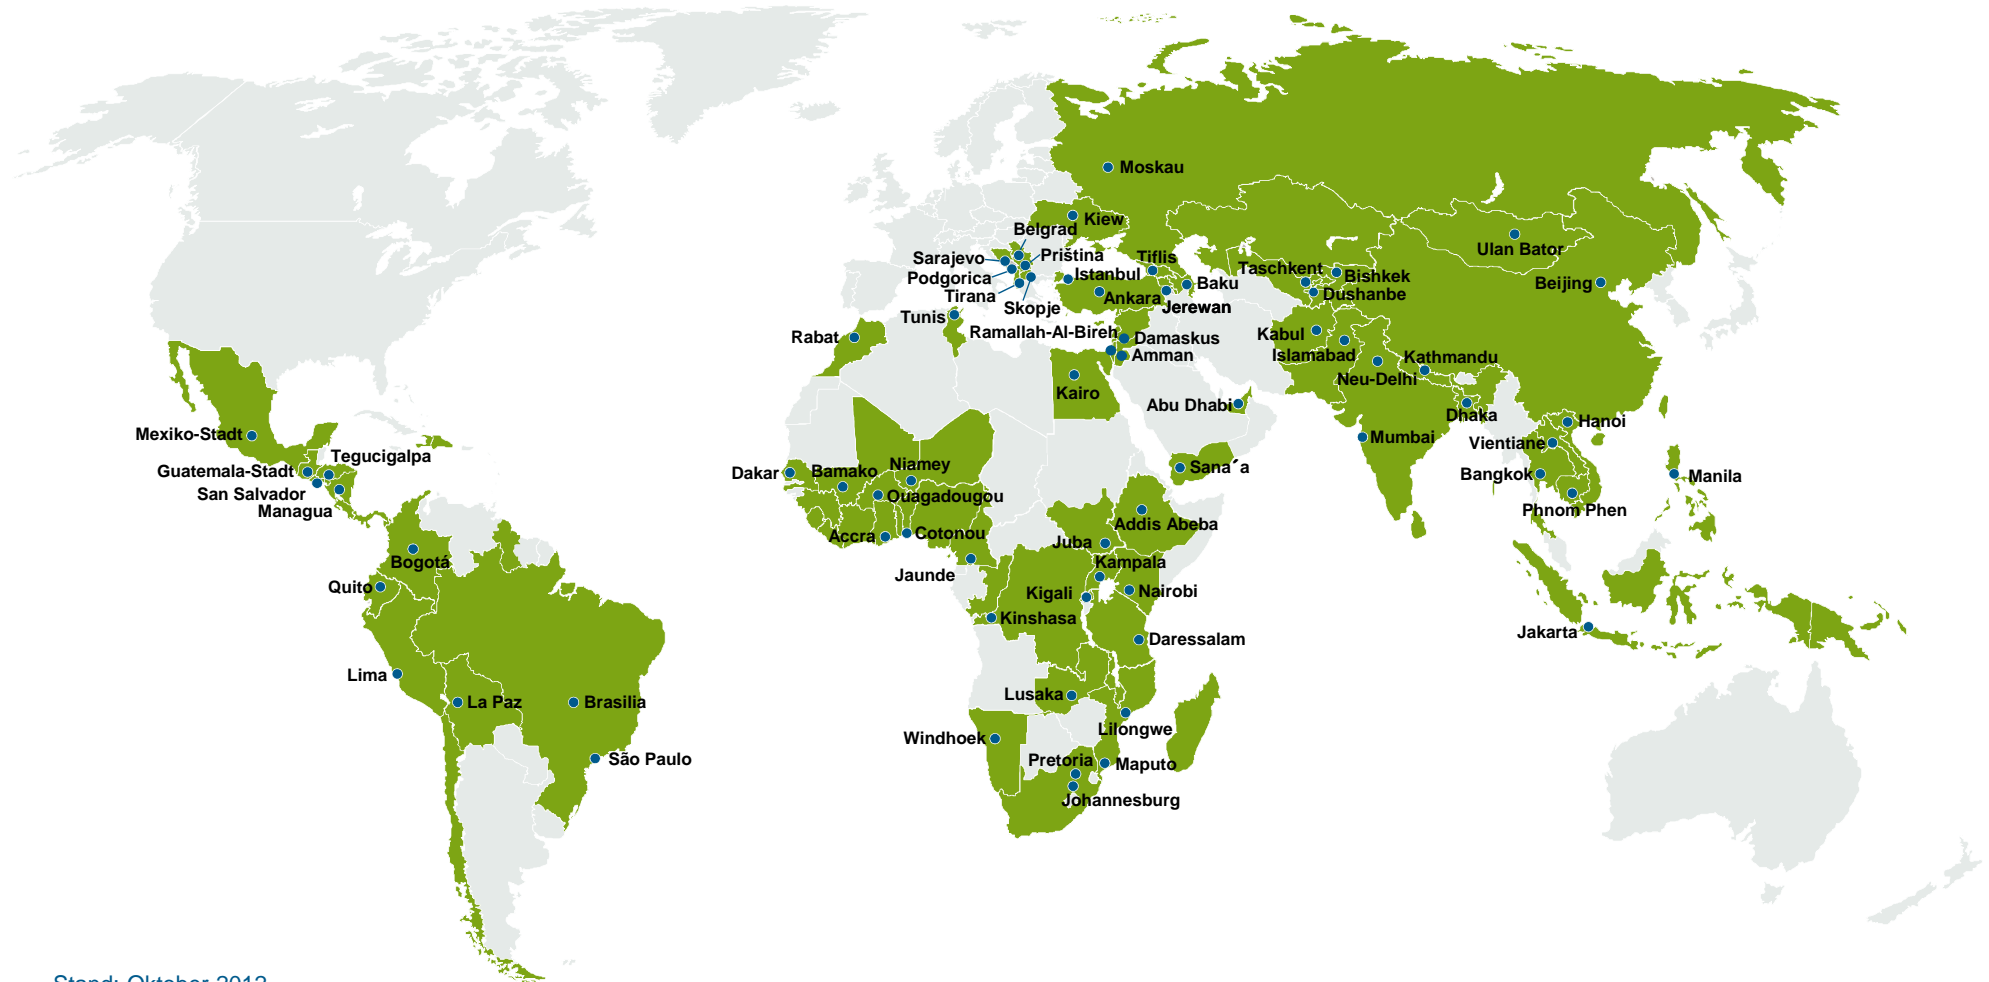 Moskau
Kiew
Belgrad
Ulan Bator
Sarajevo
Priština
Tiflis
Taschkent
Bishkek
Podgorica
Istanbul
Baku
Beijing
Tirana
Ankara
Dushanbe
Skopje
Jerewan
Tunis
Rabat
Ramallah-Al-Bireh
Damaskus
Kabul
Amman
Islamabad
Kathmandu
Neu-Delhi
Kairo
Abu Dhabi
Dhaka
Hanoi
Mexiko-Stadt
Mumbai
Vientiane
Tegucigalpa
Guatemala-Stadt
Dakar
Bamako
Niamey
Sana´a
Bangkok
Manila
San Salvador
Ouagadougou
Managua
Phnom Phen
Addis Abeba
Accra
Cotonou
Juba
Bogotá
Kampala
Jaunde
Quito
Kigali
Nairobi
Kinshasa
Jakarta
Daressalam
Lima
Lusaka
La Paz
Brasilia
Lilongwe
Windhoek
São Paulo
Pretoria
Maputo
Johannesburg
Stand: Oktober 2012